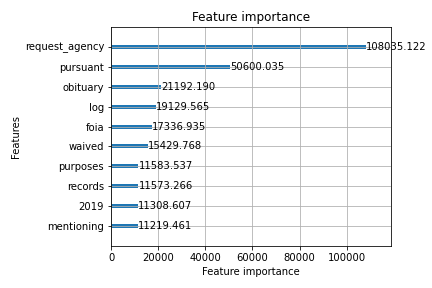 Feature importance
Features
request_agency 108035.122
pursuant 50600.035
obituary 21192.190
log 19129.565
foia 17336.935
waived 15429.768
purposes 11583.537
records 11573.266
2019 11308.607
mentioning 11219.461
0 20000 40000 60000 80000 100000
Feature importance